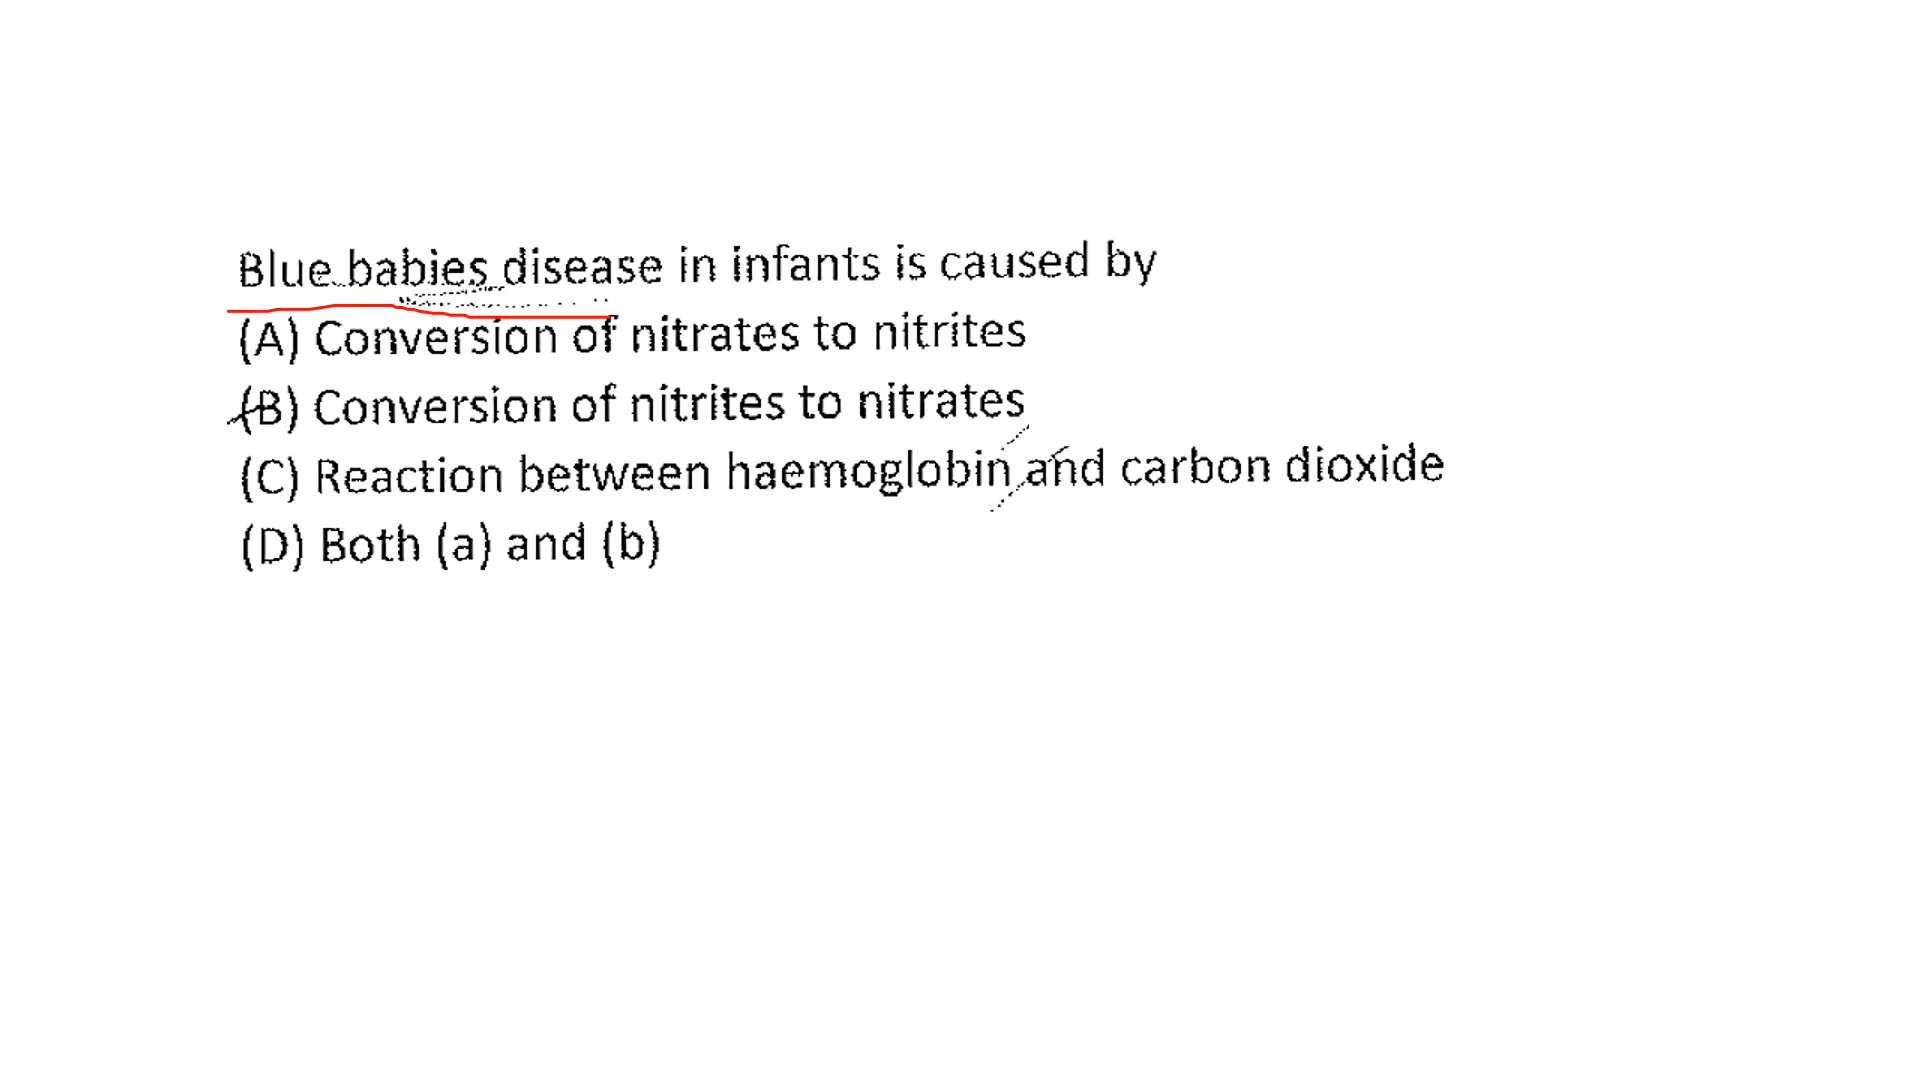 Blue babies disease in infants is caused by
(A) Conversion of nitrates to nitrites
(B) Conversion of nitrites to nitrates
(C) Reaction between haemoglobin and carbon dioxide
(D) Both (a) and (b)